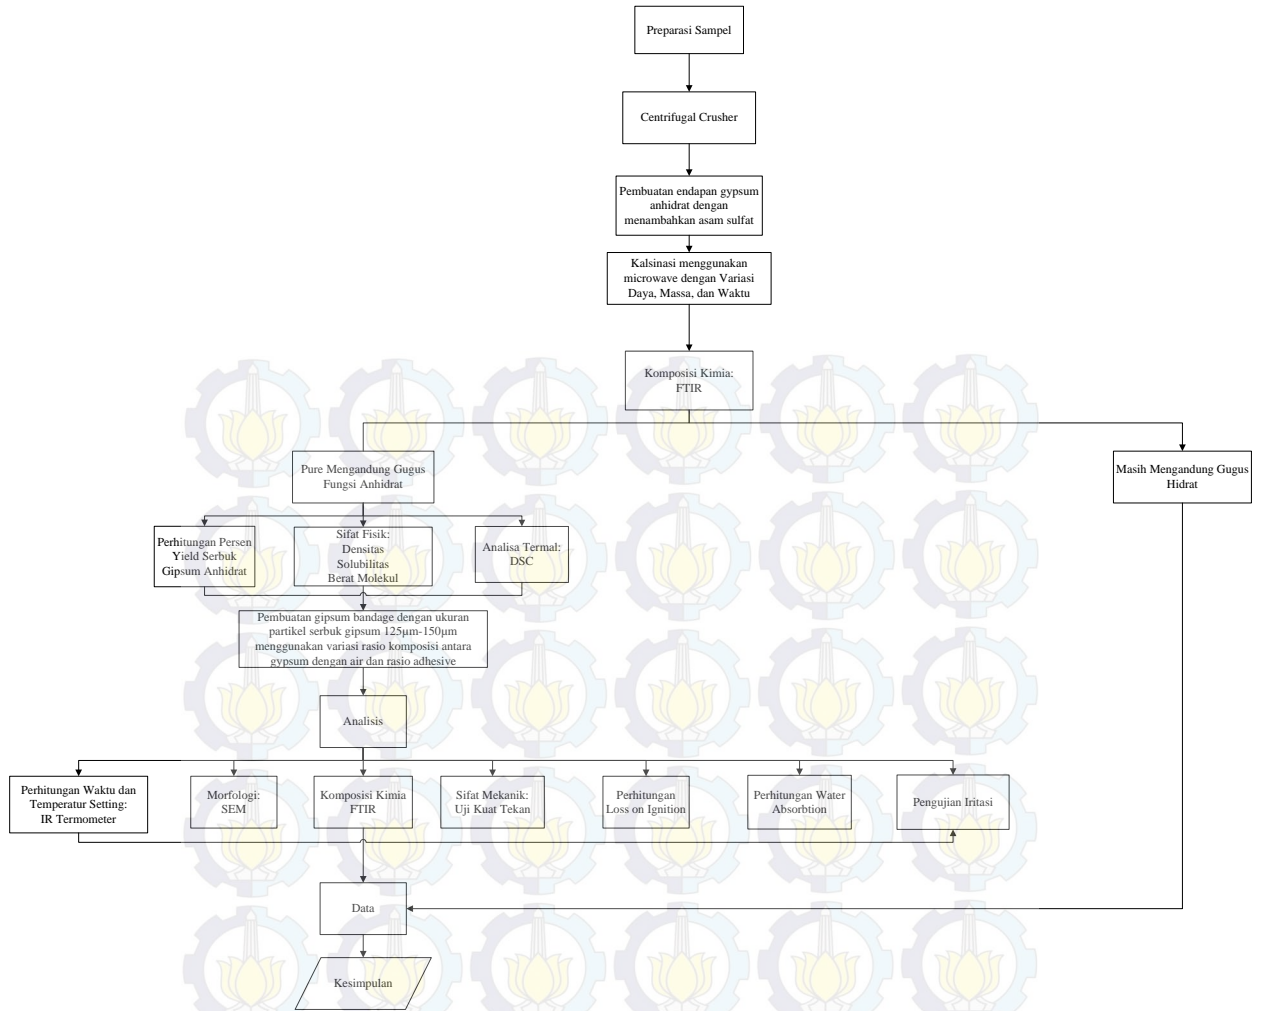 Preparasi Sampel
Centrifugal Crusher
Pembuatan endapan gypsum
anhidrat dengan
menambahkan asam sulfat
Kalsinasi menggunakan
microwave dengan Variasi
Daya, Massa, dan Waktu
Komposisi Kimia:
FTIR
Pure Mengandung Gugus
Fungsi Anhidrat
Masih Mengandung Gugus
Hidrat
Perhitungan Persen
Yield Serbuk
Gipsum Anhidrat
Sifat Fisik:
Densitas
Solubilitas
Berat Molekul
Analisa Termal:
DSC
Pembuatan gipsum bandage dengan ukuran
partikel serbuk gipsum 125µm-150µm
menggunakan variasi rasio komposisi antara
gypsum dengan air dan rasio adhesive
Analisis
Perhitungan Waktu dan
Temperatur Setting:
IR Termometer
Morfologi:
SEM
Komposisi Kimia
FTIR
Sifat Mekanik:
Uji Kuat Tekan
Perhitungan
Loss on Ignition
Perhitungan Water
Absorbtion
Pengujian Iritasi
Data
Kesimpulan